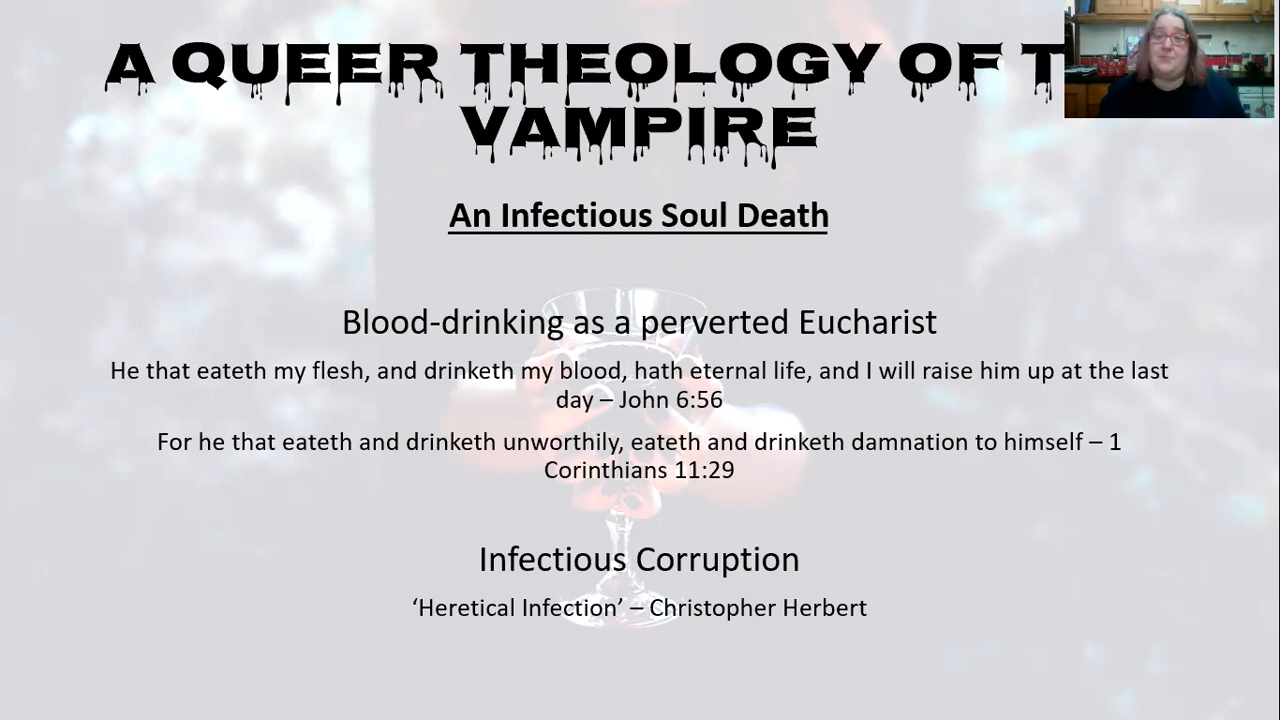 A QUEER THEOLOGY OF T
VAMPIRE
An Infectious Soul Death
Blood-drinking as a perverted Eucharist
He that eateth my flesh, and drinketh my blood, hath eternal life, and I will raise him up at the last
day – John 6:56
For he that eateth and drinketh unworthily, eateth and drinketh damnation to himself – 1
Corinthians 11:29
Infectious Corruption
‘Heretical Infection’ – Christopher Herbert